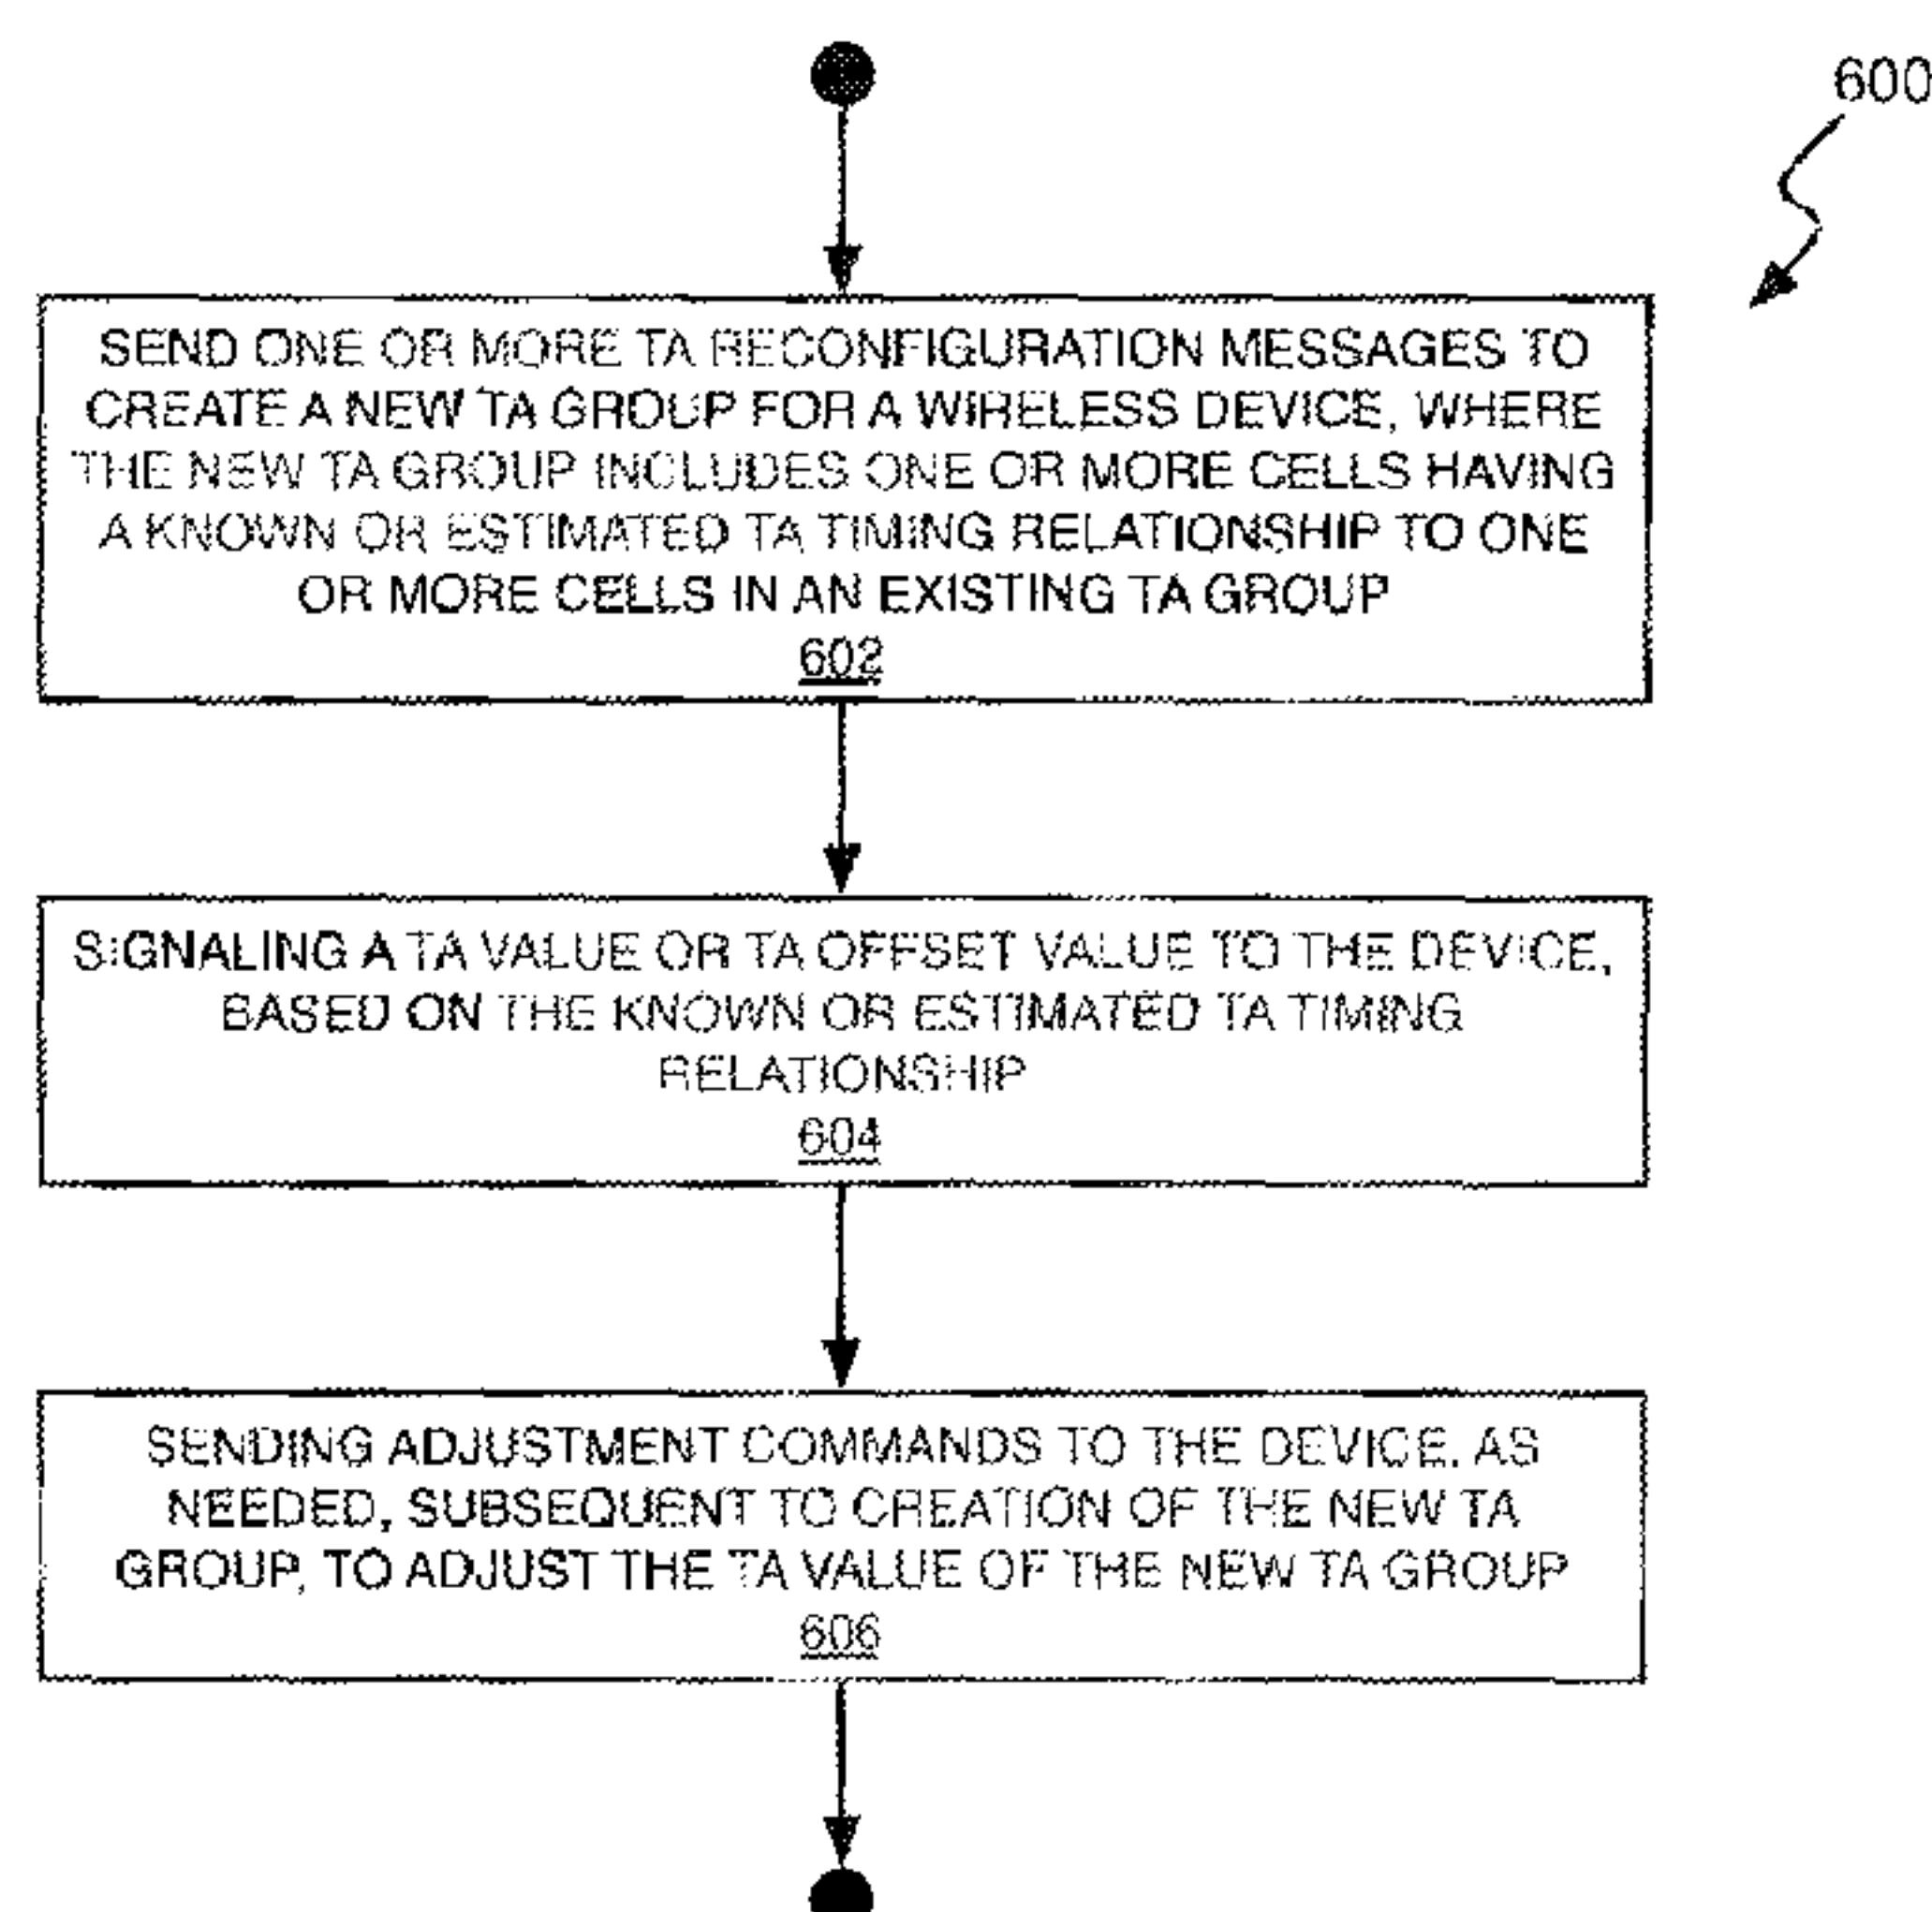 600
SEND ONE OR MORE TA RECONFIGURATION MESSAGES TO
CREATE A NEW TA GROUP FOR A WIRELESS DEVICE, WHERE
THE NEW TA GROUP INCLUDES ONE OR MORE CELLS HAVING
A KNOWN OR ESTIMATED TA TIMING RELATIONSHIP TO ONE
OR MORE CELLS IN AN EXISTING TA GROUP
602
SIGNALING A TA VALUE OR TA OFFSET VALUE TO THE DEVICE,
BASED ON THE KNOWN OR ESTIMATED TA TIMING
RELATIONSHIP
604
SENDING ADJUSTMENT COMMANDS TO THE DEVICE, AS
NEEDED, SUBSEQUENT TO CREATION OF THE NEW TA
GROUP, TO ADJUST THE TA VALUE OF THE NEW TA GROUP
606